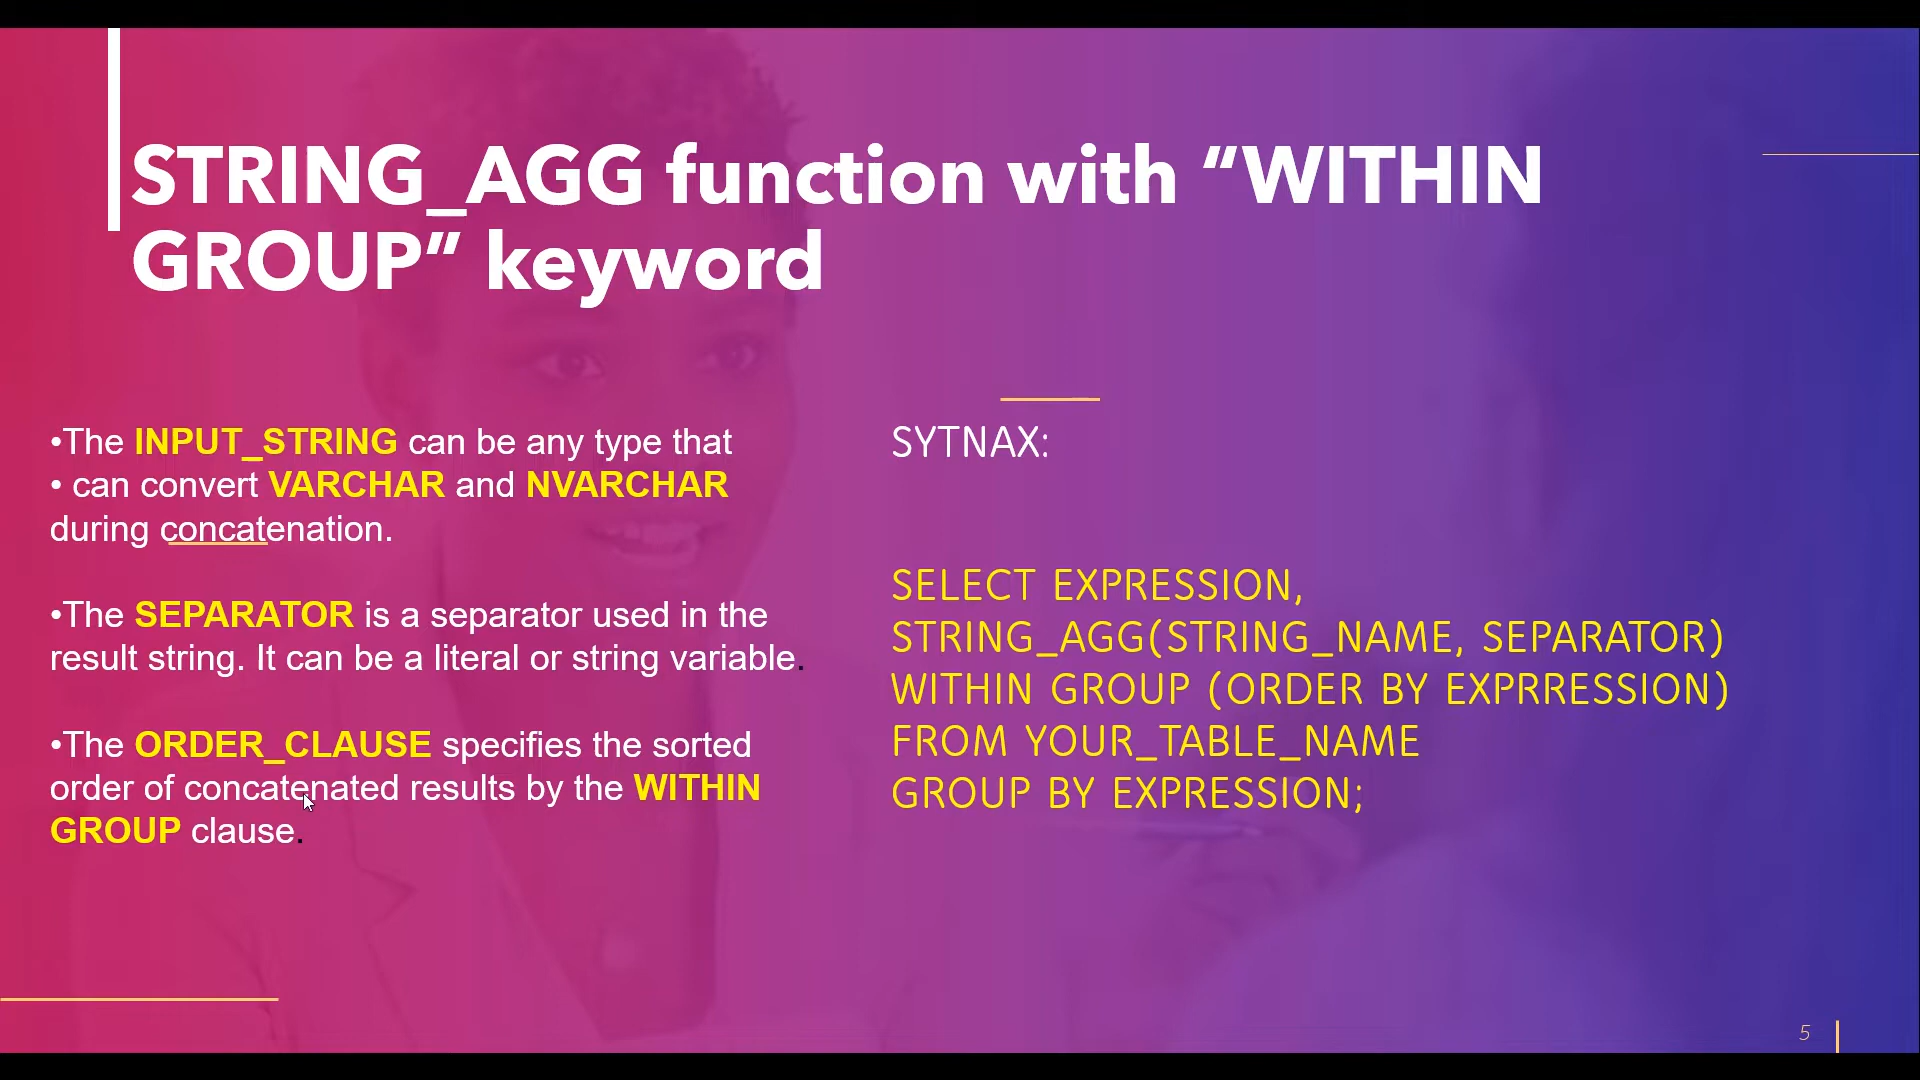 STRING_AGG function with “WITHIN
GROUP” keyword
•The INPUT_STRING can be any type that
• can convert VARCHAR and NVARCHAR
during concatenation.
•The SEPARATOR is a separator used in the
result string. It can be a literal or string variable.
•The ORDER_CLAUSE specifies the sorted
order of concatenated results by the WITHIN
GROUP clause.
SYTNAX:
SELECT EXPRESSION,
STRING_AGG(STRING_NAME, SEPARATOR)
WITHIN GROUP (ORDER BY EXPRRESSION)
FROM YOUR_TABLE_NAME
GROUP BY EXPRESSION;
5